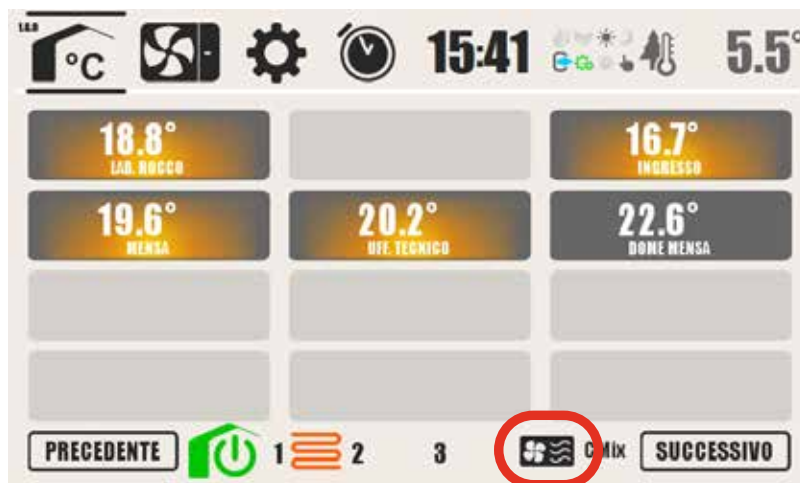 °C
15:41
5.5°
18.8°
LAB. ROCCO
16.7°
INGRESSO
19.6°
MENSA
20.2°
UFF. TECNICO
22.6°
DOME MENSA
PRECEDENTE 1 2 3 CMix SUCCESSIVO